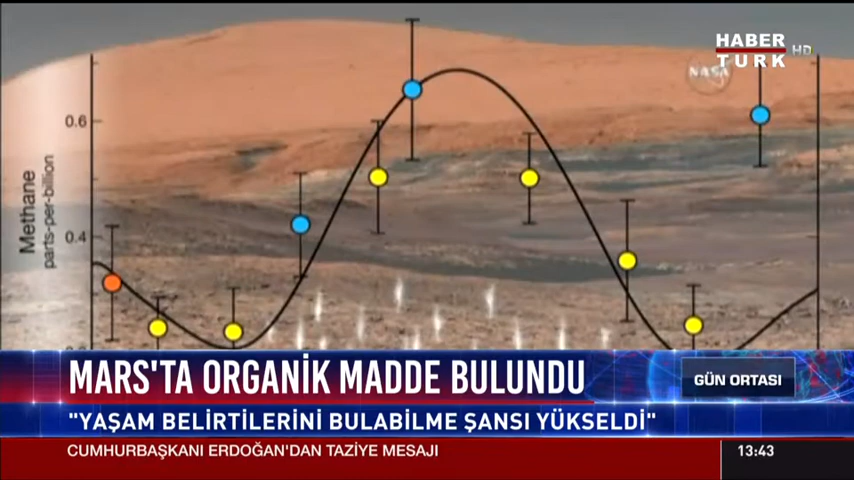 HABER
TURK
HD
NASA
0.6
Methane
parts-per-billion
0.4
MARS'TA ORGANİK MADDE BULUNDU
GÜN ORTASI
"YAŞAM BELİRTİLERİNİ BULABİLME ŞANSI YÜKSELDİ"
CUMHURBAŞKANI ERDOĞAN'DAN TAZİYE MESAJI
13:43